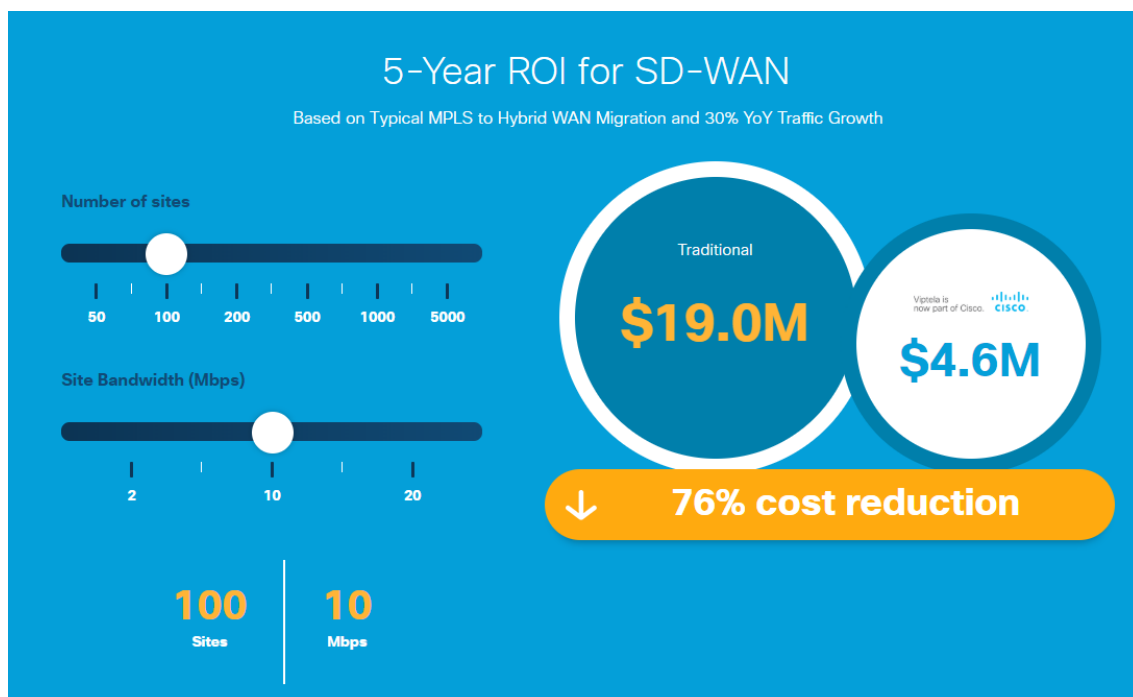 5-Year ROI for SD-WAN
Based on Typical MPLS to Hybrid WAN Migration and 30% YoY Traffic Growth
Number of sites
50 100 200 500 1000 5000
Site Bandwidth (Mbps)
2 10 20
100
Sites
10
Mbps
Traditional
$19.0M
Viptela is
now part of Cisco.
CISCO
$4.6M
76% cost reduction